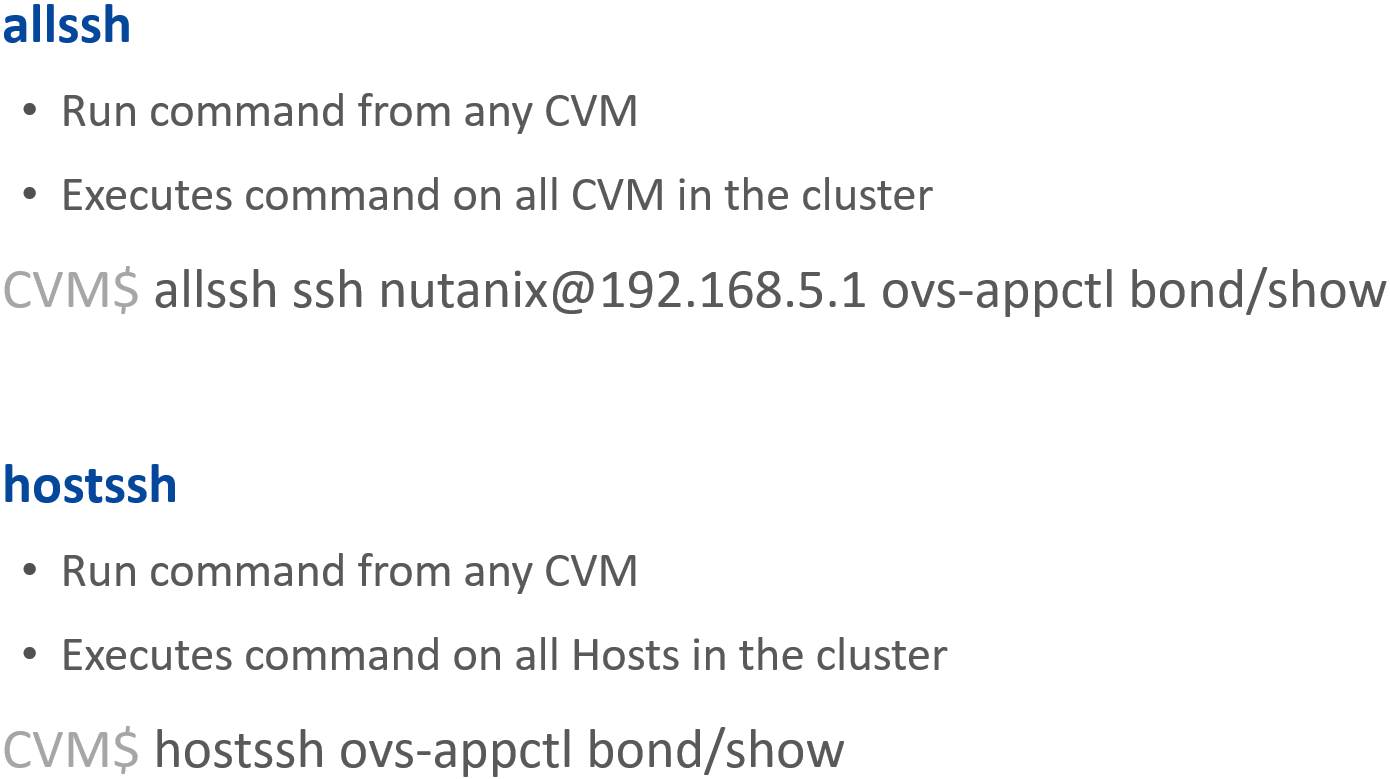 allssh
• Run command from any CVM
• Executes command on all CVM in the cluster
CVM$ allssh ssh nutanix@192.168.5.1 ovs-appctl bond/show
hostssh
• Run command from any CVM
• Executes command on all Hosts in the cluster
CVM$ hostssh ovs-appctl bond/show